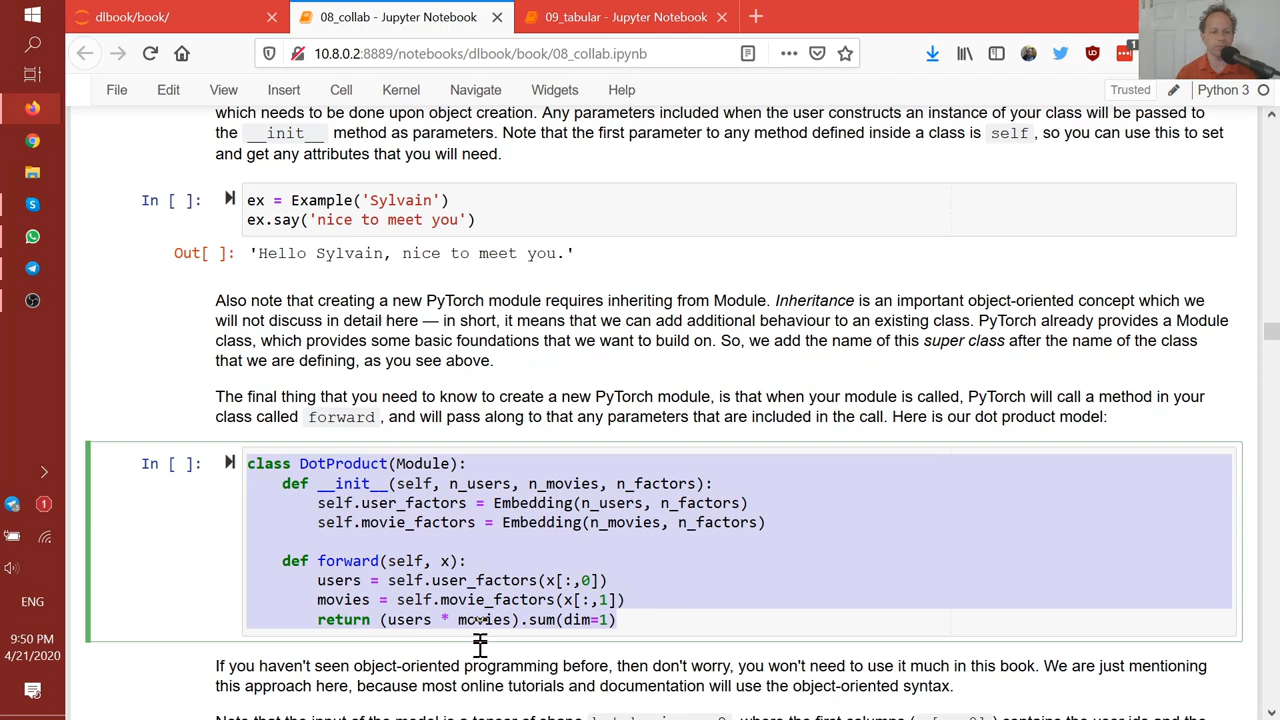 dlbook/book/
08_collab - Jupyter Notebook
09_tabular - Jupyter Notebook
10.8.0.2:8889/notebooks/dlbook/book/08_collab.ipynb
1
File Edit View Insert Cell Kernel Navigate Widgets Help
Trusted
Python 3
which needs to be done upon object creation. Any parameters included when the user constructs an instance of your class will be passed to
the __init__ method as parameters. Note that the first parameter to any method defined inside a class is self, so you can use this to set
and get any attributes that you will need.
In [ ]: ex = Example('Sylvain')
ex.say('nice to meet you')
Out[ ]: 'Hello Sylvain, nice to meet you.'
Also note that creating a new PyTorch module requires inheriting from Module. Inheritance is an important object-oriented concept which we
will not discuss in detail here — in short, it means that we can add additional behaviour to an existing class. PyTorch already provides a Module
class, which provides some basic foundations that we want to build on. So, we add the name of this super class after the name of the class
that we are defining, as you see above.
The final thing that you need to know to create a new PyTorch module, is that when your module is called, PyTorch will call a method in your
class called forward, and will pass along to that any parameters that are included in the call. Here is our dot product model:
In [ ]: class DotProduct(Module):
def __init__(self, n_users, n_movies, n_factors):
self.user_factors = Embedding(n_users, n_factors)
self.movie_factors = Embedding(n_movies, n_factors)
def forward(self, x):
users = self.user_factors(x[:,0])
movies = self.movie_factors(x[:,1])
return (users * movies).sum(dim=1)
If you haven't seen object-oriented programming before, then don't worry, you won't need to use it much in this book. We are just mentioning
this approach here, because most online tutorials and documentation will use the object-oriented syntax.
1
ENG
9:50 PM
4/21/2020